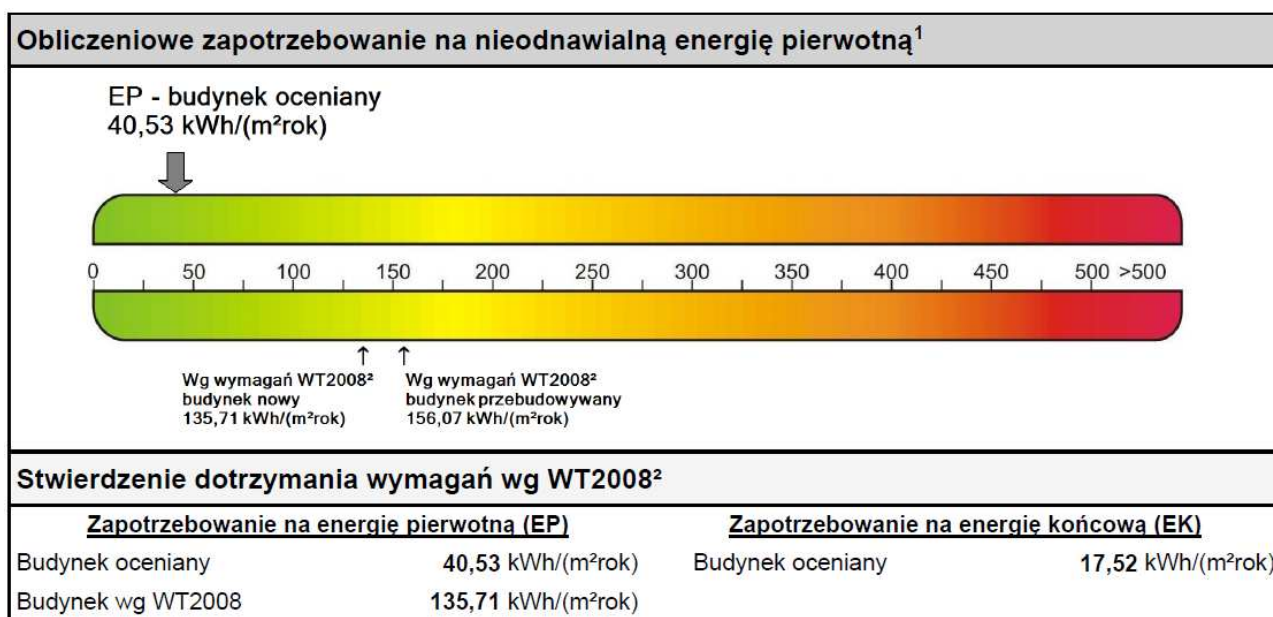 Obliczeniowe zapotrzebowanie na nieodnawialną energię pierwotną¹
EP - budynek oceniany
40,53 kWh/(m²rok)
0 50 100 150 200 250 300 350 400 450 500 >500
Wg wymagań WT2008²
budynek nowy
135,71 kWh/(m²rok)
Wg wymagań WT2008²
budynek przebudowywany
156,07 kWh/(m²rok)
Stwierdzenie dotrzymania wymagań wg WT2008²
Zapotrzebowanie na energię pierwotną (EP)
Budynek oceniany 40,53 kWh/(m²rok)
Budynek wg WT2008 135,71 kWh/(m²rok)
Zapotrzebowanie na energię końcową (EK)
Budynek oceniany 17,52 kWh/(m²rok)